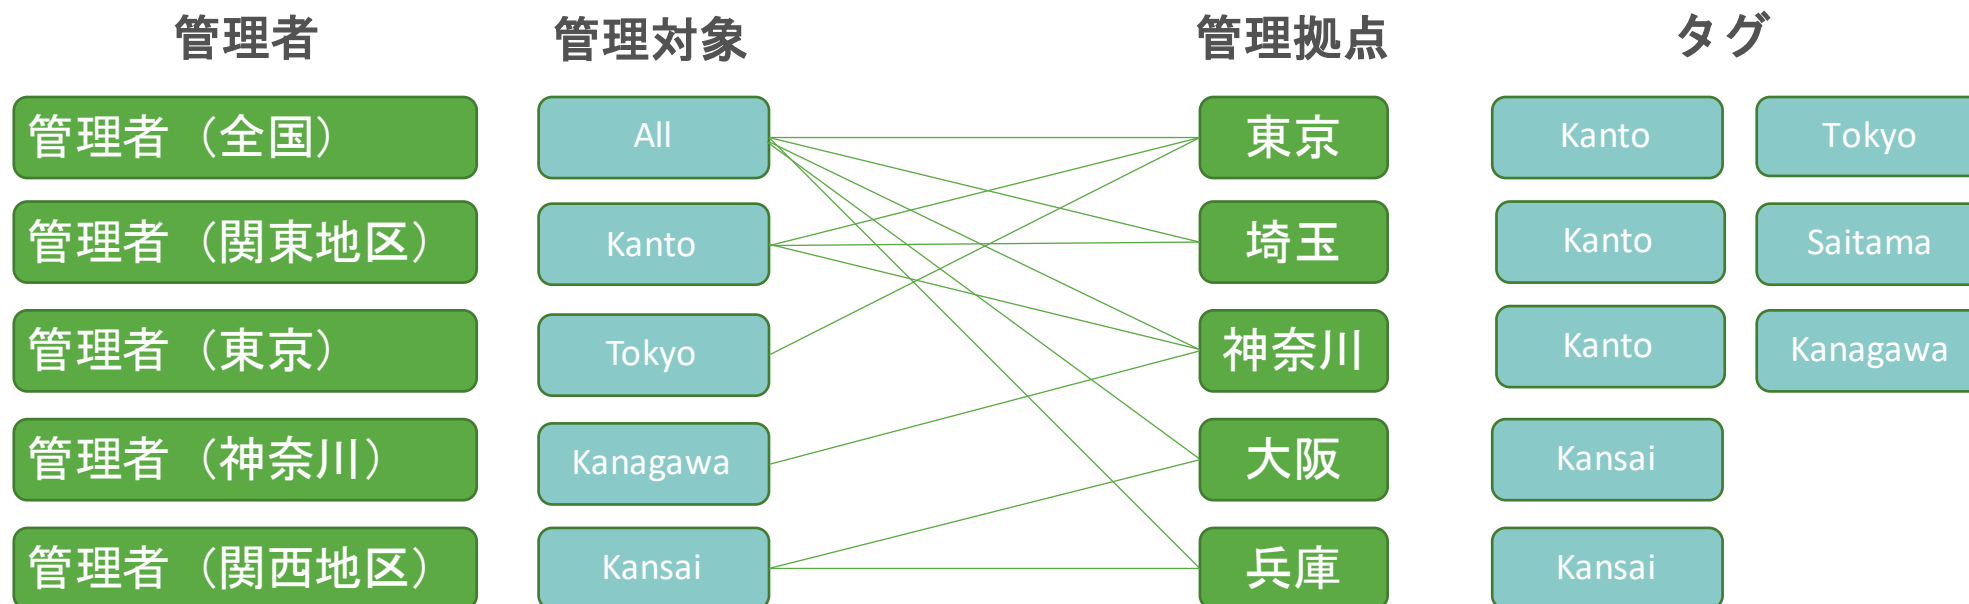 管理者
管理対象
管理拠点
タグ
管理者（全国）
All
東京
Kanto
Tokyo
管理者（関東地区）
Kanto
埼玉
Kanto
Saitama
管理者（東京）
Tokyo
神奈川
Kanto
Kanagawa
管理者（神奈川）
Kanagawa
大阪
Kansai
管理者（関西地区）
Kansai
兵庫
Kansai